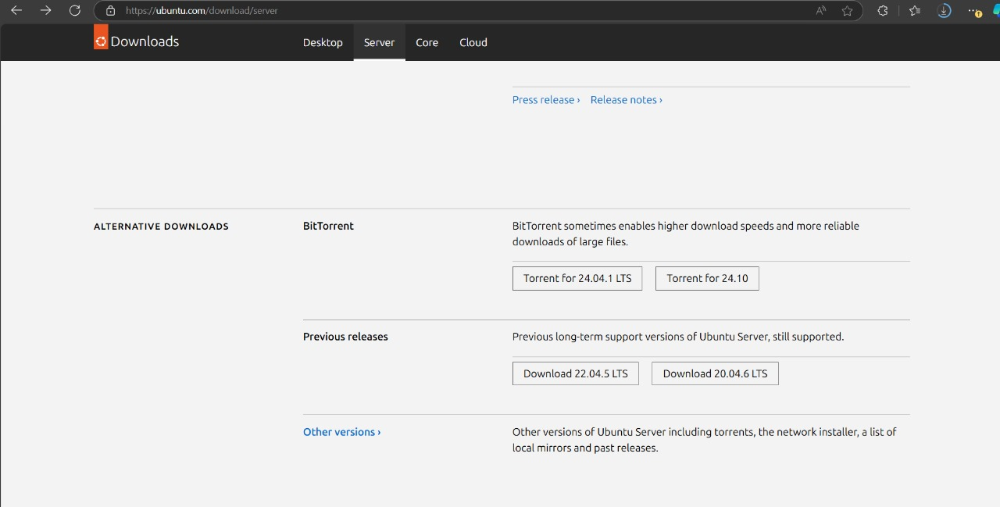 https://ubuntu.com/download/server
Downloads
Desktop
Server
Core
Cloud
Press release ›
Release notes ›
ALTERNATIVE DOWNLOADS
BitTorrent
BitTorrent sometimes enables higher download speeds and more reliable
downloads of large files.
Torrent for 24.04.1 LTS
Torrent for 24.10
Previous releases
Previous long-term support versions of Ubuntu Server, still supported.
Download 22.04.5 LTS
Download 20.04.6 LTS
Other versions ›
Other versions of Ubuntu Server including torrents, the network installer, a list of
local mirrors and past releases.